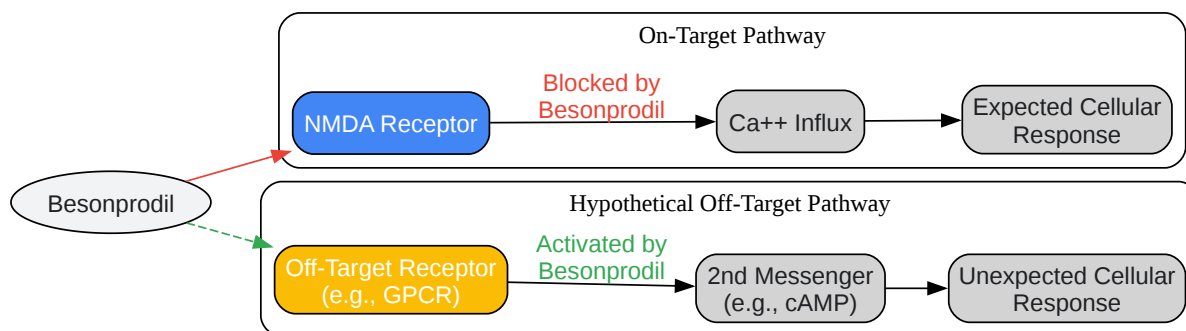 On-Target Pathway
Blocked by
Besonprodil
NMDA Receptor
Ca++ Influx
Expected Cellular
Response
Besonprodil
Hypothetical Off-Target Pathway
Activated by
Besonprodil
Off-Target Receptor
(e.g., GPCR)
2nd Messenger
(e.g., cAMP)
Unexpected Cellular
Response